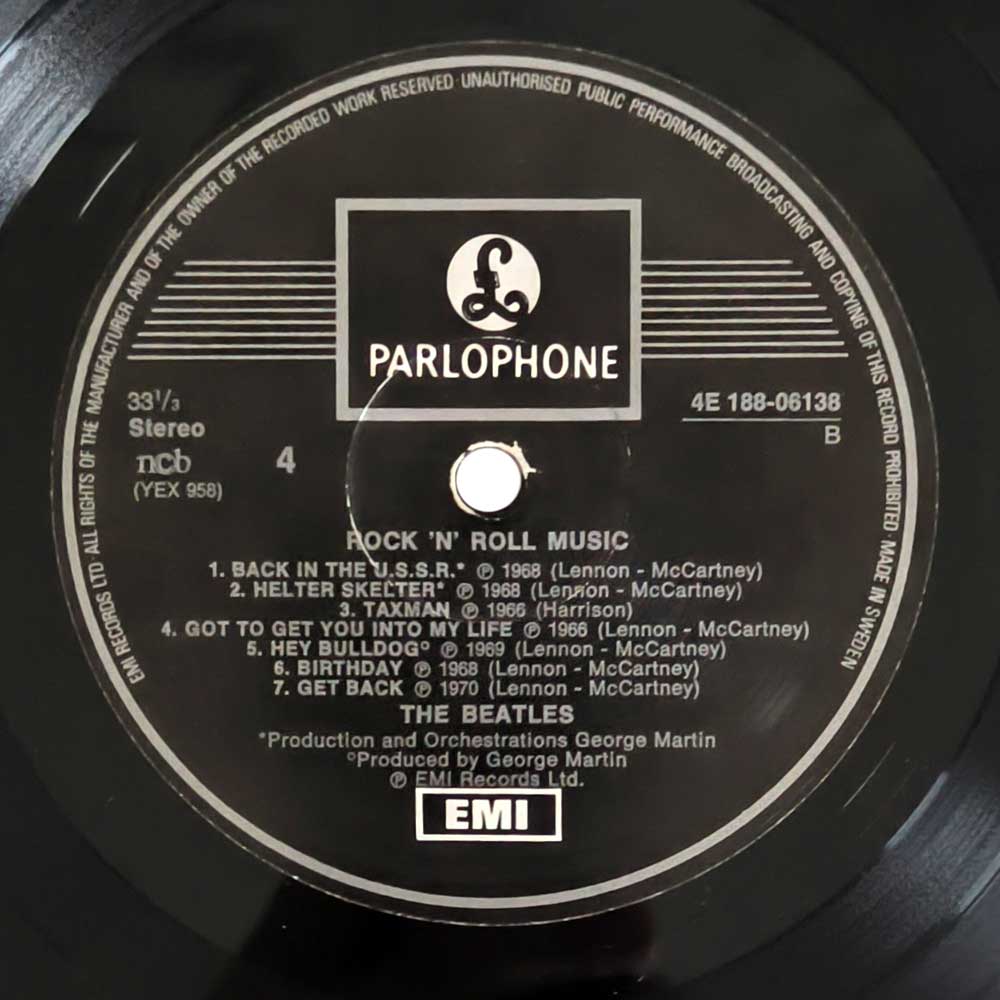 EMI RECORDS LTD · ALL RIGHTS OF THE MANUFACTURER AND OF THE OWNER OF THE RECORDED WORK RESERVED · UNAUTHORISED PUBLIC PERFORMANCE BROADCASTING AND COPYING OF THIS RECORD PROHIBITED · MADE IN SWEDEN
£
PARLOPHONE
33¹/₃
Stereo
ncb
(YEX 958)
4
4E 188-06138
B
ROCK 'N' ROLL MUSIC
1. BACK IN THE U.S.S.R.* ℗ 1968 (Lennon - McCartney)
2. HELTER SKELTER* ℗ 1968 (Lennon - McCartney)
3. TAXMAN ℗ 1966 (Harrison)
4. GOT TO GET YOU INTO MY LIFE ℗ 1966 (Lennon - McCartney)
5. HEY BULLDOG° ℗ 1969 (Lennon - McCartney)
6. BIRTHDAY ℗ 1968 (Lennon - McCartney)
7. GET BACK ℗ 1970 (Lennon - McCartney)
THE BEATLES
*Production and Orchestrations George Martin
°Produced by George Martin
℗ EMI Records Ltd.
EMI